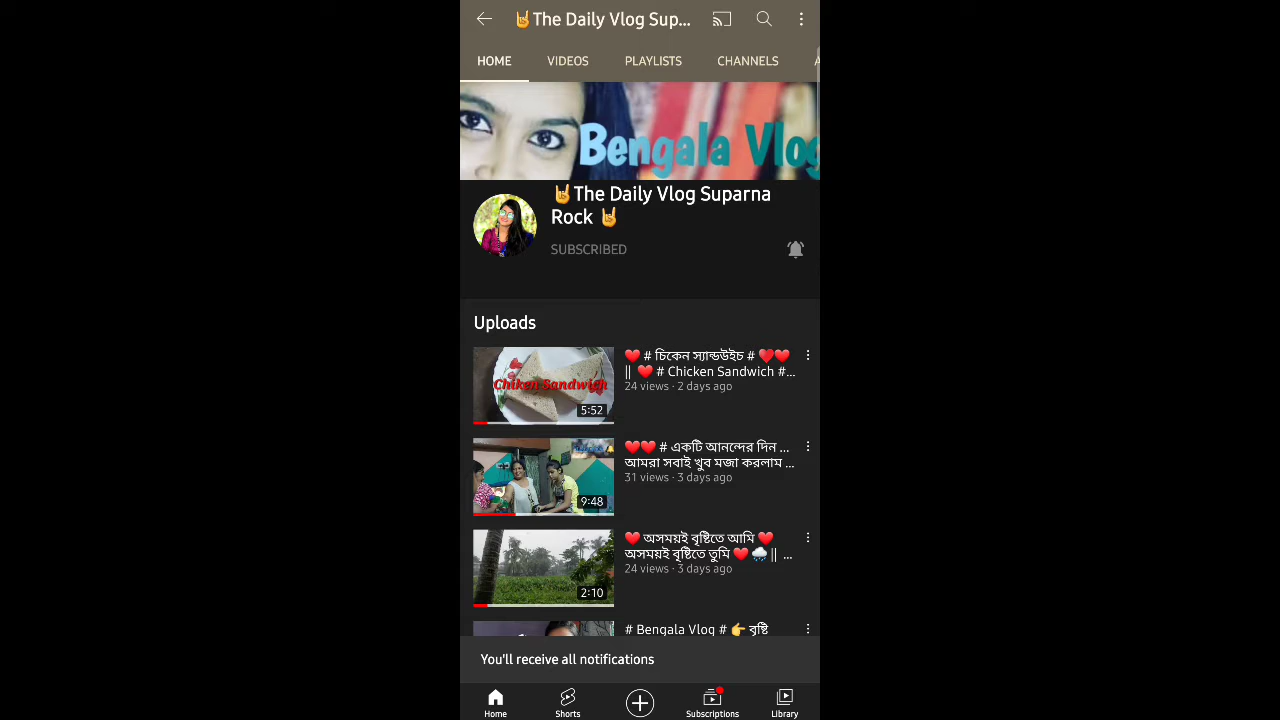 🤘The Daily Vlog Sup...
HOME VIDEOS PLAYLISTS CHANNELS
Bengala Vlog
🤘The Daily Vlog Suparna
Rock 🤘
SUBSCRIBED
Uploads
Chiken Sandwich
5:52
❤️ # চিকেন স্যান্ডউইচ # ❤️❤️
|| ❤️ # Chicken Sandwich #...
24 views · 2 days ago
9:48
❤️❤️ # একটি আনন্দের দিন ...
আমরা সবাই খুব মজা করলাম ...
31 views · 3 days ago
2:10
❤️ অসময়ই বৃষ্টিতে আমি ❤️
অসময়ই বৃষ্টিতে তুমি ❤️🌧️ || ...
24 views · 3 days ago
# Bengala Vlog # 👉 বৃষ্টি
You'll receive all notifications
Home Shorts Subscriptions Library